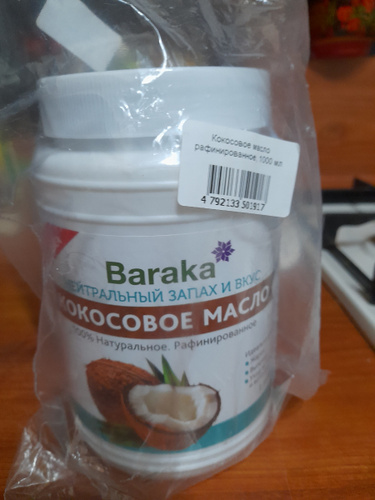 Кокосовое масло
рафинированное, 1000 мл
4 792133 501917
Baraka
НЕЙТРАЛЬНЫЙ ЗАПАХ И ВКУС
КОКОСОВОЕ МАСЛО
100% Натуральное. Рафинированное